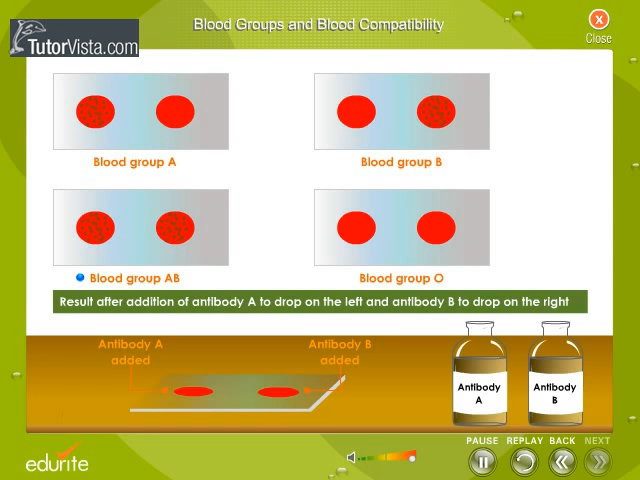 Blood Groups and Blood Compatibility
X
Close
TutorVista.com
Blood group A
Blood group B
Blood group AB
Blood group O
Result after addition of antibody A to drop on the left and antibody B to drop on the right
Antibody A
added
Antibody B
added
Antibody
A
Antibody
B
PAUSE REPLAY BACK NEXT
edurite